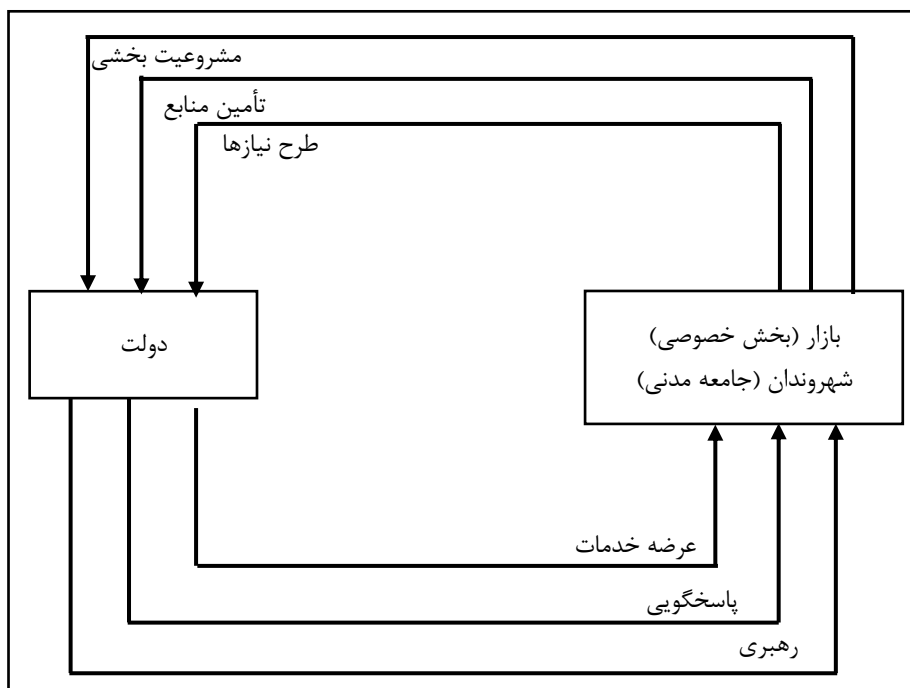 مشروعیت بخشی
تأمین منابع
طرح نیازها
بازار (بخش خصوصی)
شهروندان (جامعه مدنی)
دولت
عرضه خدمات
پاسخگویی
رهبری